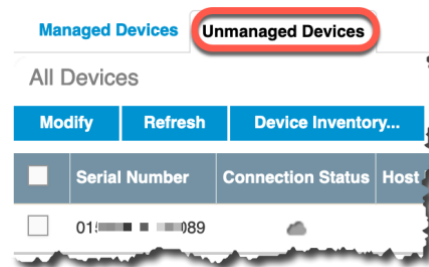 Managed Devices Unmanaged Devices
All Devices
Modify Refresh Device Inventory...
Serial Number Connection Status Host